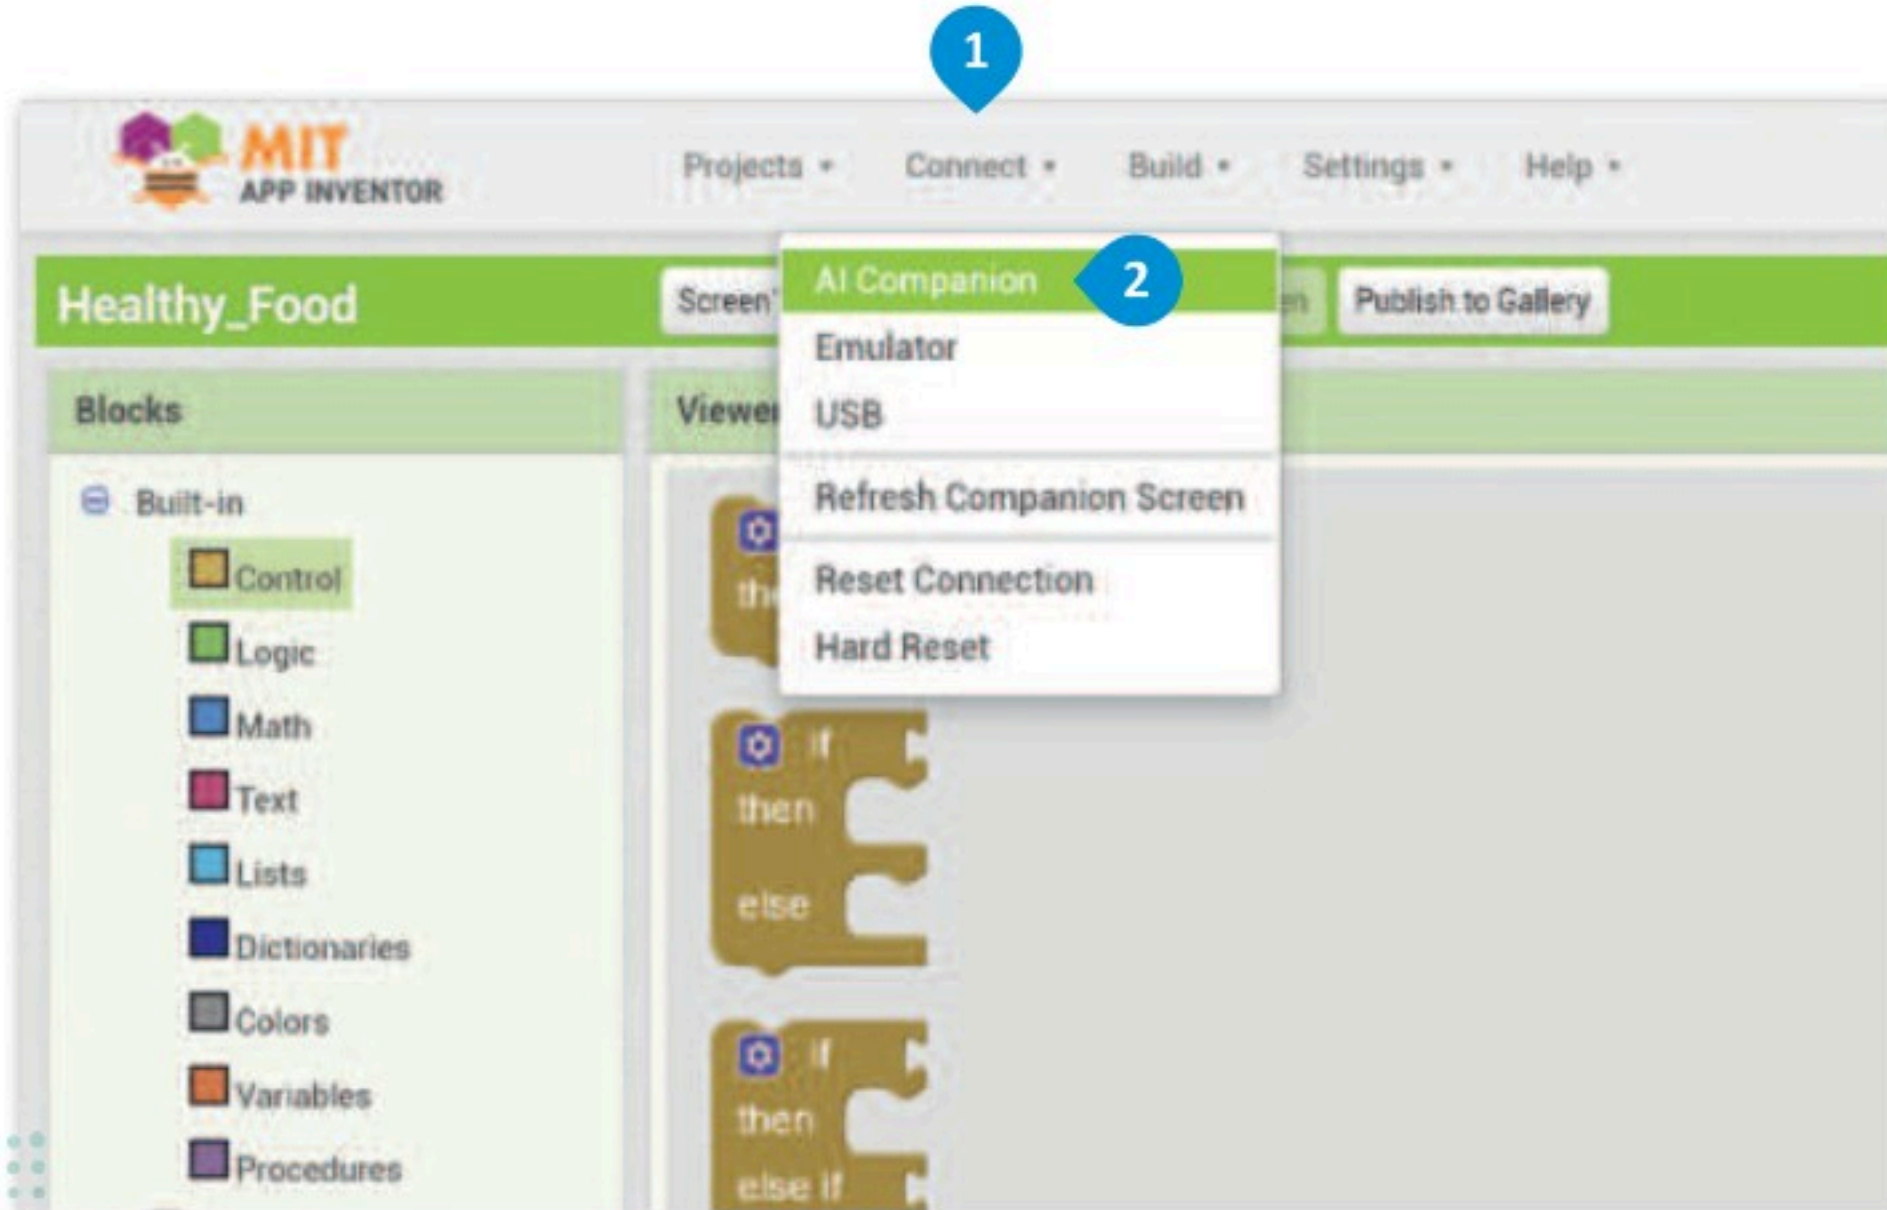 1
MIT
APP INVENTOR
Projects
Connect
Build
Settings
Help
Healthy_Food
Screen
AI Companion
2
Publish to Gallery
Emulator
USB
Refresh Companion Screen
Reset Connection
Hard Reset
Blocks
Viewer
Built-in
Control
Logic
Math
Text
Lists
Dictionaries
Colors
Variables
Procedures
if
then
else
if
then
else if